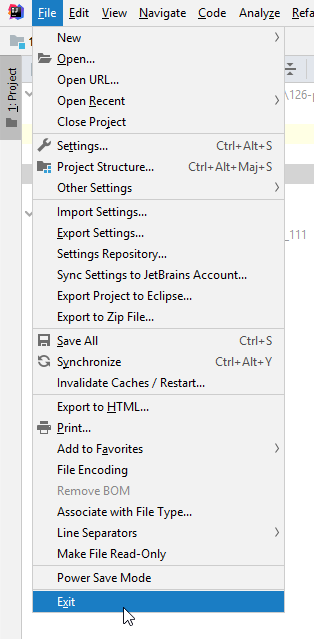 File Edit View Navigate Code Analyze Refa
1: Project
New
Open...
Open URL...
Open Recent
Close Project
Settings... Ctrl+Alt+S
Project Structure... Ctrl+Alt+Maj+S
Other Settings
Import Settings...
Export Settings...
Settings Repository...
Sync Settings to JetBrains Account...
Export Project to Eclipse...
Export to Zip File...
Save All Ctrl+S
Synchronize Ctrl+Alt+Y
Invalidate Caches / Restart...
Export to HTML...
Print...
Add to Favorites
File Encoding
Remove BOM
Associate with File Type...
Line Separators
Make File Read-Only
Power Save Mode
Exit
\126-p
_111